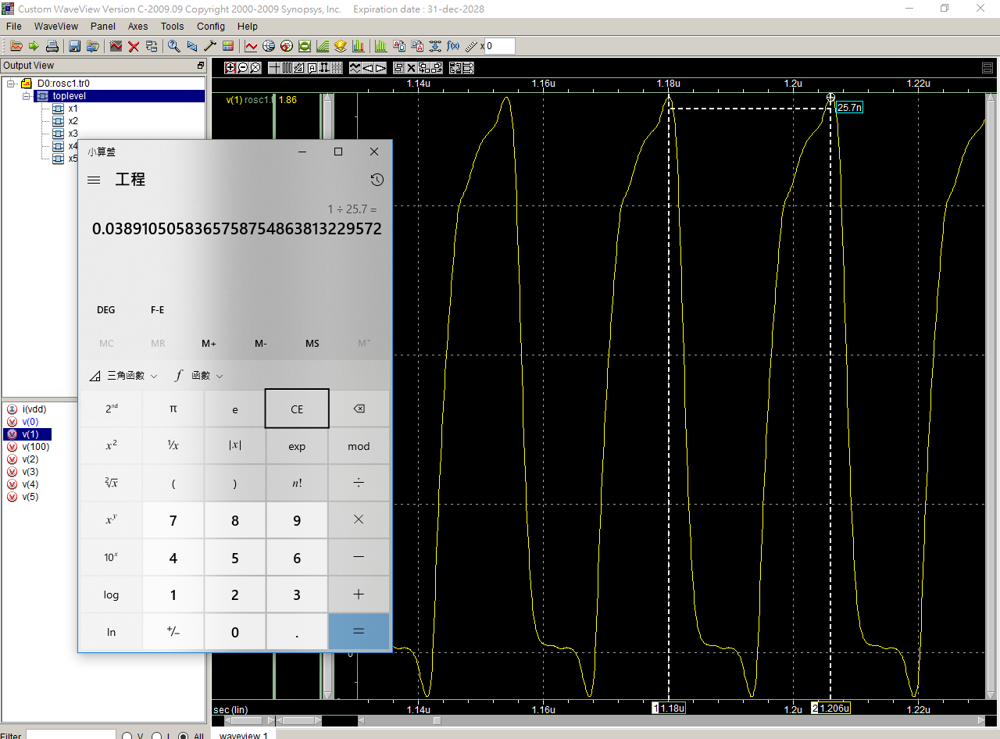 Custom WaveView Version C-2009.09 Copyright 2000-2009 Synopsys, Inc. Expiration date : 31-dec-2028
File WaveView Panel Axes Tools Config Help
f(x) x 0
Output View
D0:rosc1.tr0
toplevel
x1
x2
x3
x4
x5
i(vdd)
v(0)
v(1)
v(100)
v(2)
v(3)
v(4)
v(5)
Filter V I All
小算盤
工程
1 ÷ 25.7 =
0.03891050583657587548638132295​72
DEG F-E
MC MR M+ M- MS M˅
三角函數 f 函數
2nd π e CE
x2 1/x |x| exp mod
2√x ( ) n! ÷
xy 7 8 9 ×
10x 4 5 6 −
log 1 2 3 +
ln +/− 0 . =
1.14u 1.16u 1.18u 1.2u 1.22u
v(1) rosc1.t 1.86
25.7n
0
sec (lin)
1.14u 1.16u 1 1.18u 1.2u 2 1.206u 1.22u
waveview 1